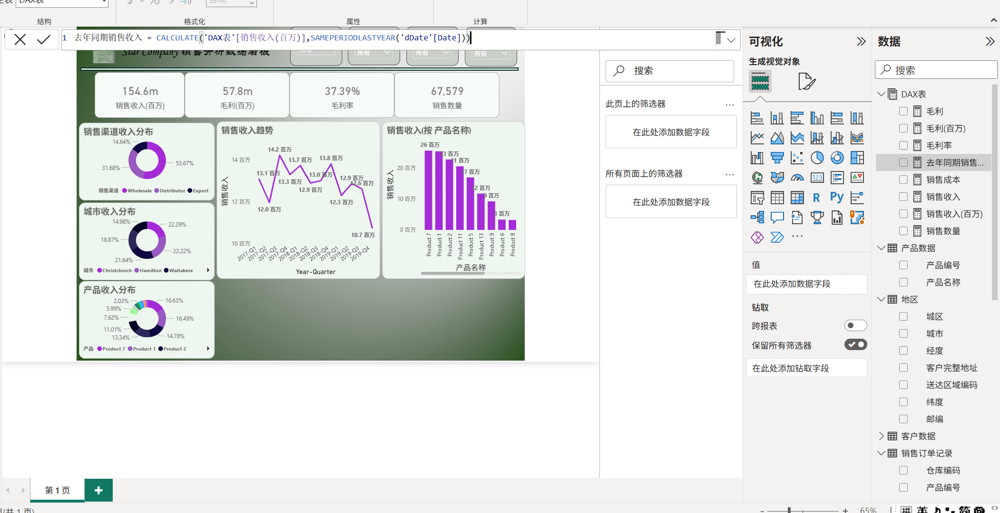 DAX表
自动
结构
格式化
属性
计算
1 去年同期销售收入 = CALCULATE('DAX表'[销售收入(百万)],SAMEPERIODLASTYEAR('dDate'[Date]))
Star Company 销售分析数据看板
所有
所有
所有
所有
154.6m
销售收入(百万)
57.8m
毛利(百万)
37.39%
毛利率
67,579
销售数量
销售渠道收入分布
14.64%
31.68%
53.67%
销售渠道 Wholesale Distributor Export
城市收入分布
14.98%
22.29%
18.87%
22.22%
21.64%
城市 Christchurch Hamilton Waitakere
产品收入分布
2.03%
16.63%
5.99%
7.62%
16.49%
11.01%
13.34%
14.78%
产品 Product 7 Product 1 Product 2
销售收入趋势
销售收入
14 百万
12 百万
10 百万
13.1 百万
12.0 百万
14.2 百万
13.3 百万
13.7 百万
12.9 百万
13.0 百万
13.8 百万
12.3 百万
12.9 百万
12.6 百万
10.7 百万
2017-Q1
2017-Q2
2017-Q3
2017-Q4
2018-Q1
2018-Q2
2018-Q3
2018-Q4
2019-Q1
2019-Q2
2019-Q3
2019-Q4
Year-Quarter
销售收入(按 产品名称)
销售收入
20 百万
10 百万
0 百万
26 百万
3 百万
21 百万
7 百万
2 百万
9 百万
3 百万
Product 7
Product 1
Product 2
Product 11
Product 5
Product 13
Product 9
Product 6
Product 8
产品名称
搜索
此页上的筛选器 ...
在此处添加数据字段
所有页面上的筛选器 ...
在此处添加数据字段
可视化
生成视觉对象
123
R
Py
...
值
在此处添加数据字段
钻取
跨报表
保留所有筛选器
在此处添加钻取字段
数据
搜索
DAX表
毛利
毛利(百万)
毛利率
去年同期销售...
销售成本
销售收入
销售收入(百万)
销售数量
产品数据
产品编号
产品名称
地区
城区
城市
经度
客户完整地址
送达区域编码
纬度
邮编
客户数据
销售订单记录
仓库编码
产品编号
第 1 页
页(共 1 页)
- + 65%
拼 英 简